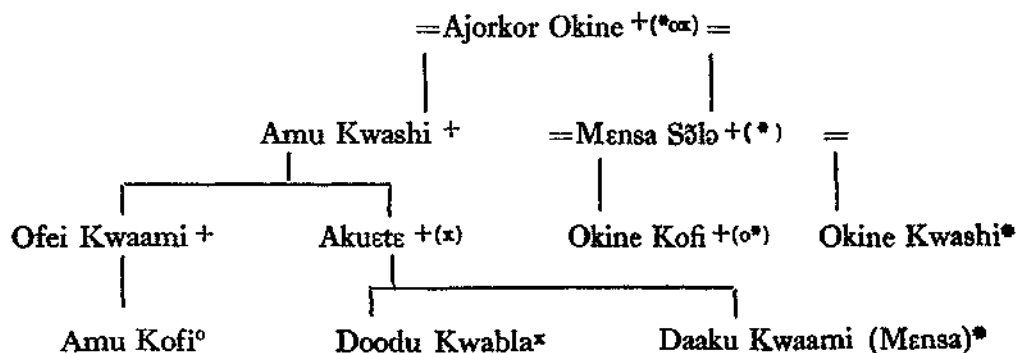 =Ajorkor Okine +(*ox) =
Amu Kwashi + =Mɛnsa Sɔ̃lɔ +(*) =
Ofei Kwaami + Akuɛtɛ +(x) Okine Kofi +(o*) Okine Kwashi*
Amu Kofi° Doodu Kwablaˣ Daaku Kwaami (Mɛnsa)*